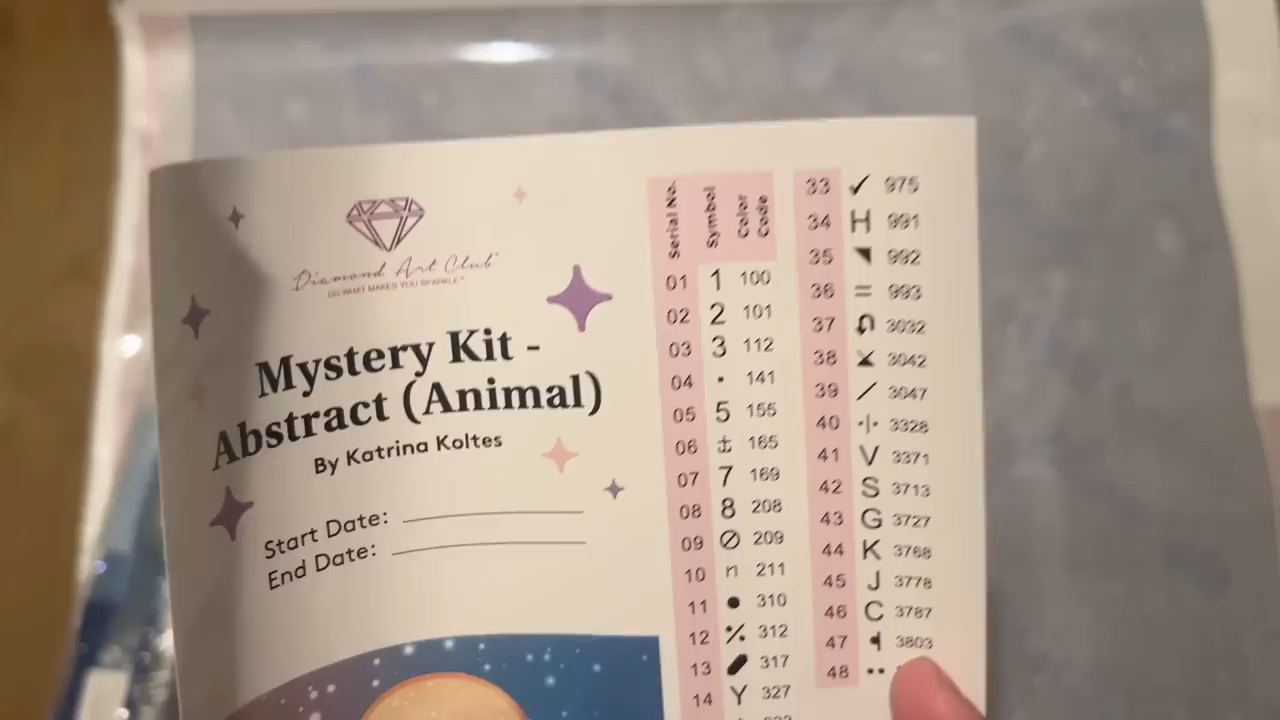 Diamond Art Club®
DO WHAT MAKES YOU SPARKLE™
Mystery Kit -
Abstract (Animal)
By Katrina Koltes
Start Date:
End Date:
Serial No. Symbol Color Code
01 1 100
02 2 101
03 3 112
04 · 141
05 5 155
06 ⚓ 165
07 7 169
08 8 208
09 ⊘ 209
10 n 211
11 ● 310
12 ٪ 312
13 317
14 Y 327
33 ✓ 975
34 H 991
35 ◥ 992
36 = 993
37 3032
38 3042
39 / 3047
40 ·|· 3328
41 V 3371
42 S 3713
43 G 3727
44 K 3768
45 J 3778
46 C 3787
47 3803
48 ··